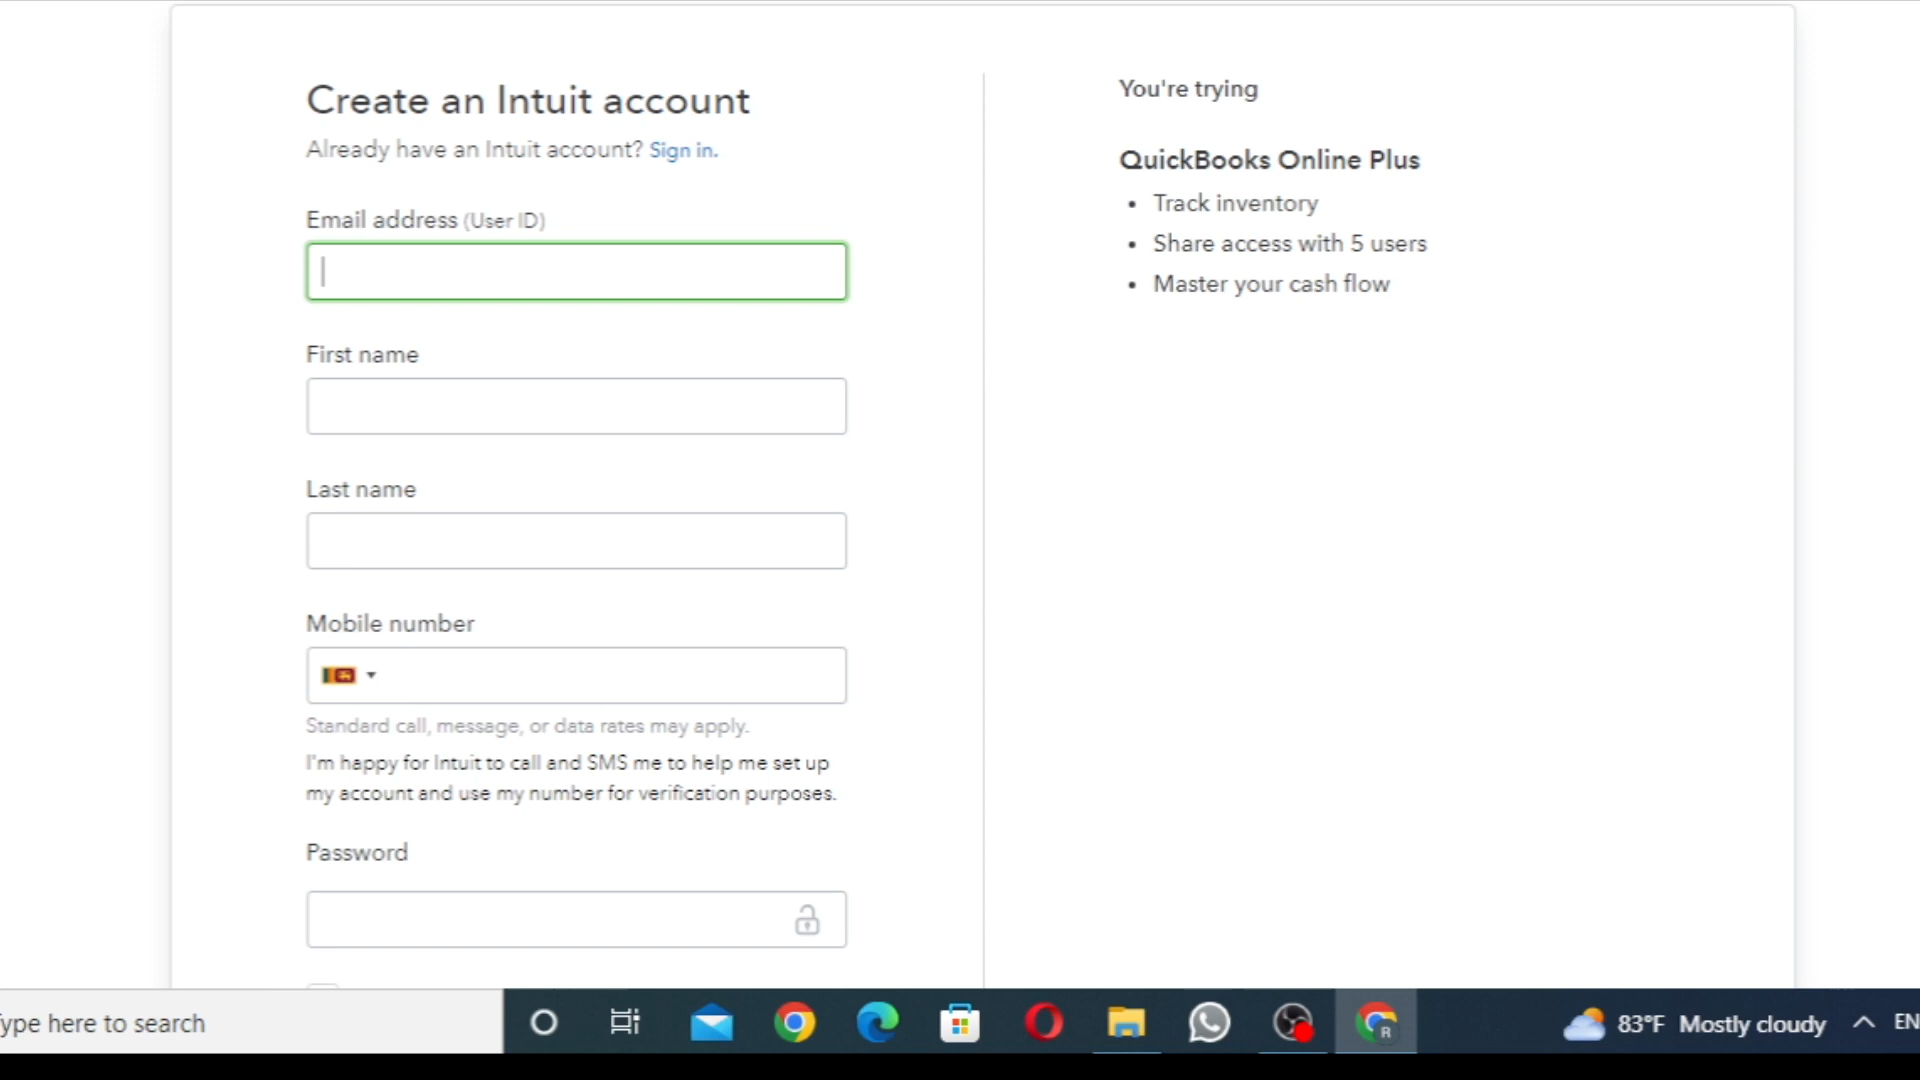 Create an Intuit account
Already have an Intuit account? Sign in.
Email address (User ID)
First name
Last name
Mobile number
Standard call, message, or data rates may apply.
I'm happy for Intuit to call and SMS me to help me set up
my account and use my number for verification purposes.
Password
You're trying
QuickBooks Online Plus
• Track inventory
• Share access with 5 users
• Master your cash flow
Type here to search
R
83°F Mostly cloudy
EN